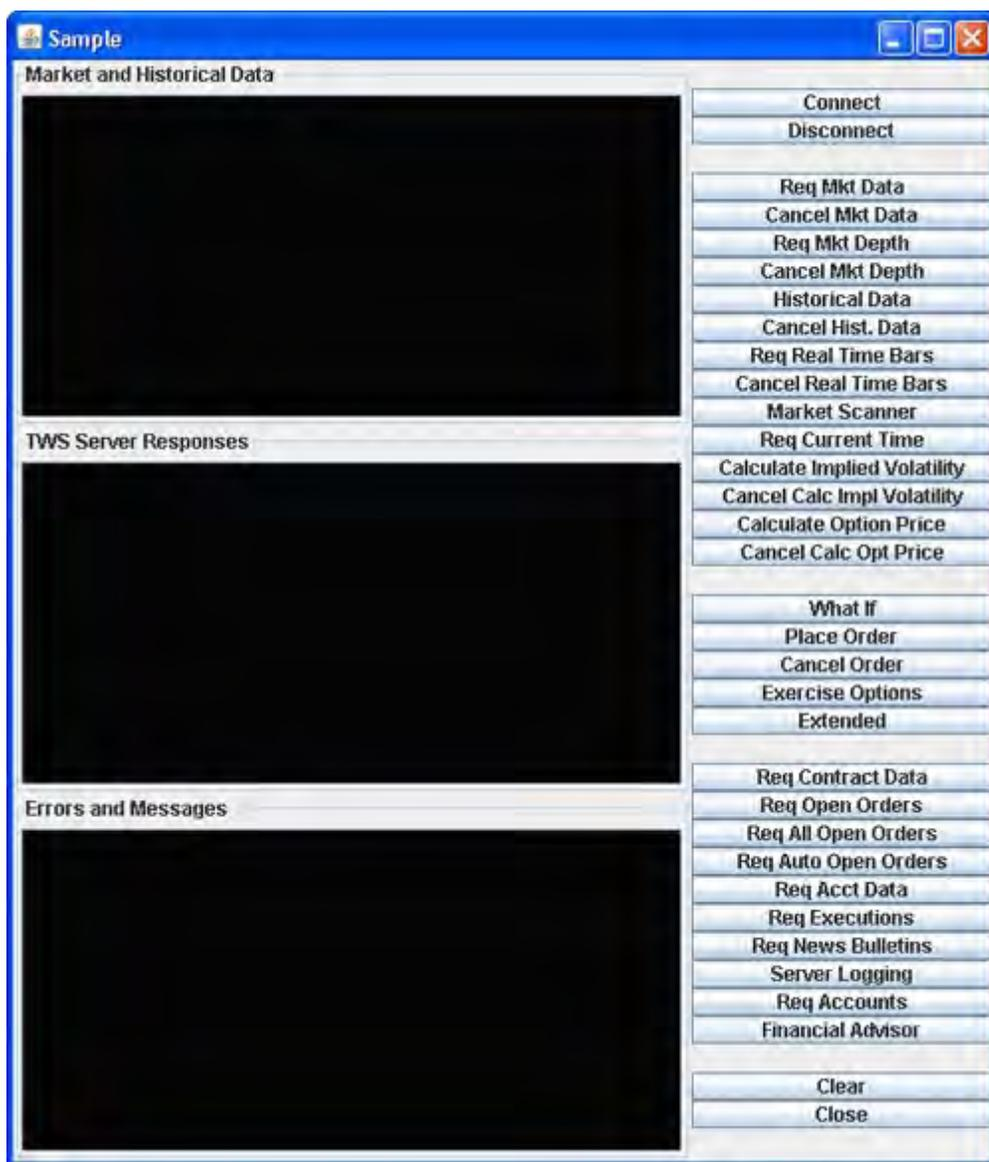 Sample
Market and Historical Data
TWS Server Responses
Errors and Messages
Connect
Disconnect
Req Mkt Data
Cancel Mkt Data
Req Mkt Depth
Cancel Mkt Depth
Historical Data
Cancel Hist. Data
Req Real Time Bars
Cancel Real Time Bars
Market Scanner
Req Current Time
Calculate Implied Volatility
Cancel Calc Impl Volatility
Calculate Option Price
Cancel Calc Opt Price
What If
Place Order
Cancel Order
Exercise Options
Extended
Req Contract Data
Req Open Orders
Req All Open Orders
Req Auto Open Orders
Req Acct Data
Req Executions
Req News Bulletins
Server Logging
Req Accounts
Financial Advisor
Clear
Close